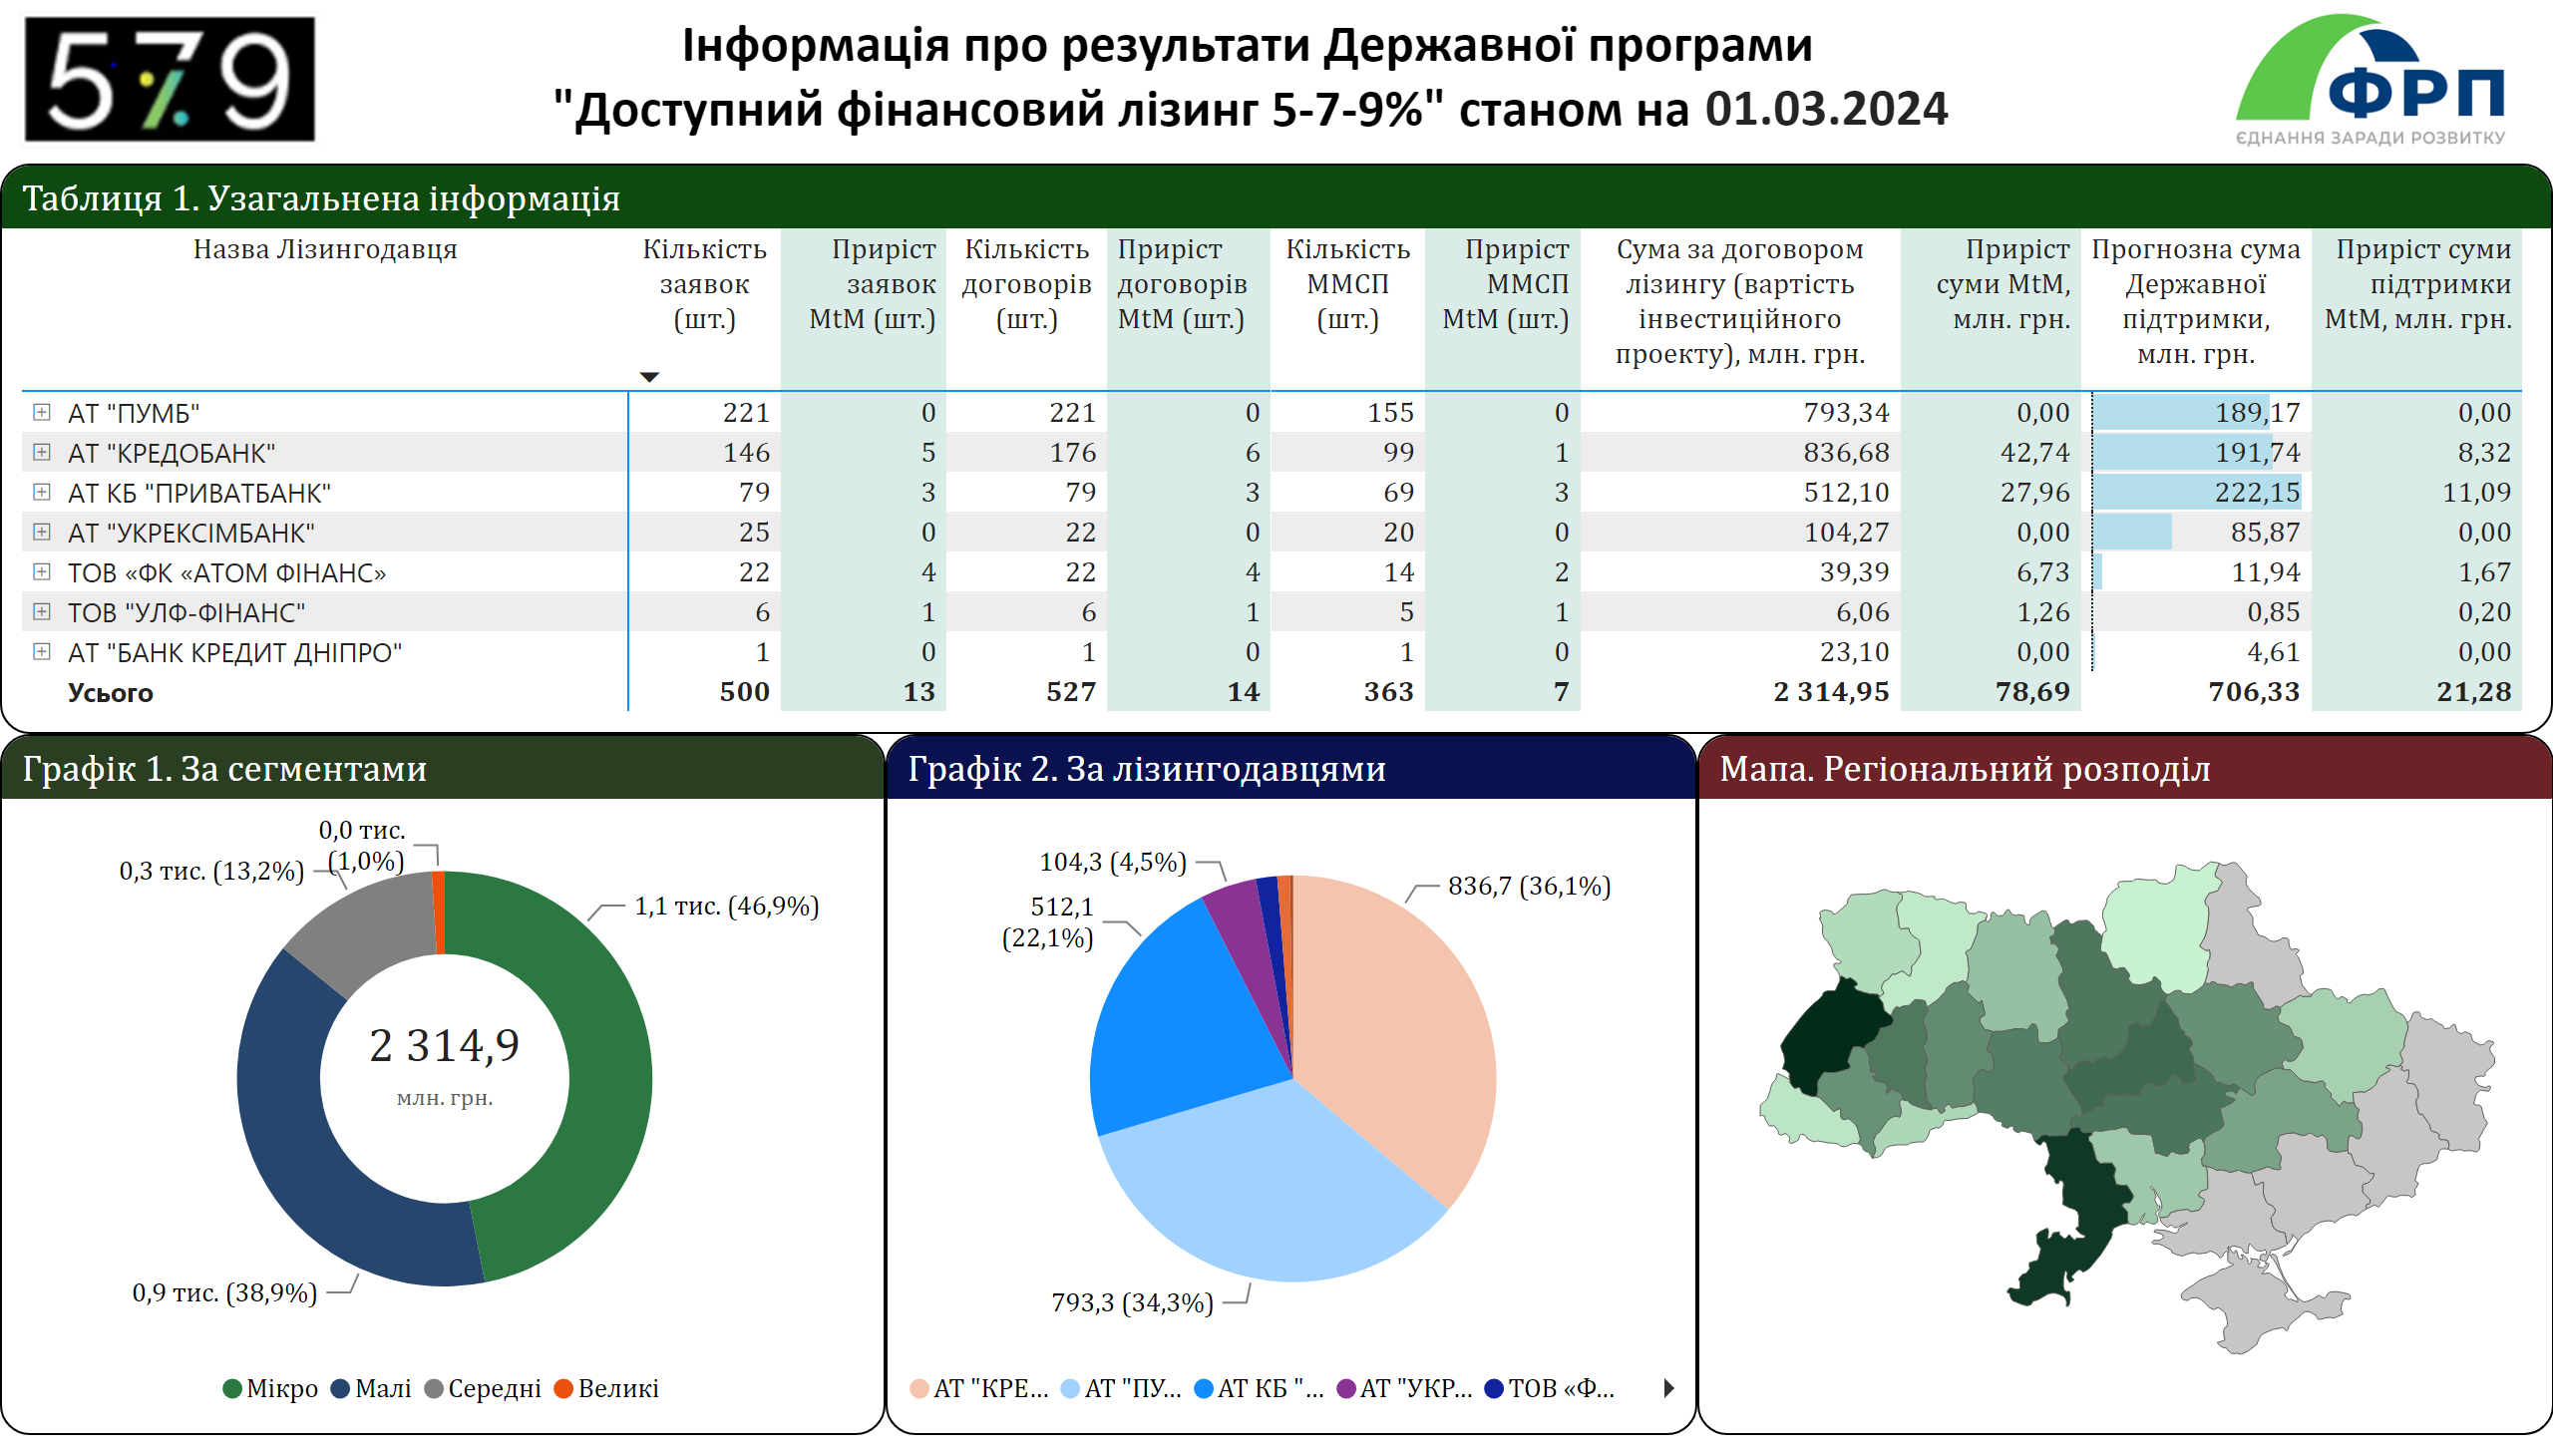 579
Інформація про результати Державної програми
"Доступний фінансовий лізинг 5-7-9%" станом на 01.03.2024
ФРП
ЄДНАННЯ ЗАРАДИ РОЗВИТКУ
Таблиця 1. Узагальнена інформація
Назва Лізингодавця
Кількість
заявок
(шт.)
Приріст
заявок
MtM (шт.)
Кількість
договорів
(шт.)
Приріст
договорів
MtM (шт.)
Кількість
ММСП
(шт.)
Приріст
ММСП
MtM (шт.)
Сума за договором
лізингу (вартість
інвестиційного
проекту), млн. грн.
Приріст
суми MtM,
млн. грн.
Прогнозна сума
Державної
підтримки,
млн. грн.
Приріст суми
підтримки
MtM, млн. грн.
АТ "ПУМБ" 221 0 221 0 155 0 793,34 0,00 189,17 0,00
АТ "КРЕДОБАНК" 146 5 176 6 99 1 836,68 42,74 191,74 8,32
АТ КБ "ПРИВАТБАНК" 79 3 79 3 69 3 512,10 27,96 222,15 11,09
АТ "УКРЕКСІМБАНК" 25 0 22 0 20 0 104,27 0,00 85,87 0,00
ТОВ «ФК «АТОМ ФІНАНС» 22 4 22 4 14 2 39,39 6,73 11,94 1,67
ТОВ "УЛФ-ФІНАНС" 6 1 6 1 5 1 6,06 1,26 0,85 0,20
АТ "БАНК КРЕДИТ ДНІПРО" 1 0 1 0 1 0 23,10 0,00 4,61 0,00
Усього 500 13 527 14 363 7 2 314,95 78,69 706,33 21,28
Графік 1. За сегментами
0,0 тис.
(1,0%)
0,3 тис. (13,2%)
1,1 тис. (46,9%)
2 314,9
млн. грн.
0,9 тис. (38,9%)
Мікро Малі Середні Великі
Графік 2. За лізингодавцями
104,3 (4,5%)
836,7 (36,1%)
512,1
(22,1%)
793,3 (34,3%)
АТ "КРЕ... АТ "ПУ... АТ КБ "... АТ "УКР... ТОВ «Ф...
Мапа. Регіональний розподіл